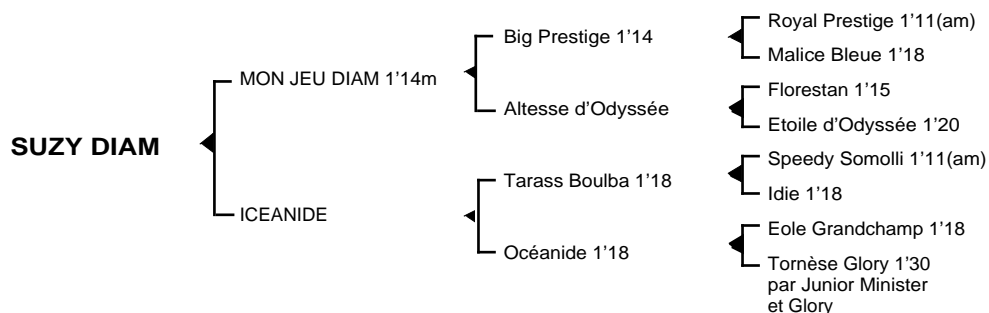 Royal Prestige 1’11(am)
Big Prestige 1’14
Malice Bleue 1’18
MON JEU DIAM 1’14m
Florestan 1’15
Altesse d’Odyssée
Etoile d’Odyssée 1’20
SUZY DIAM
Speedy Somolli 1’11(am)
Tarass Boulba 1’18
Idie 1’18
ICEANIDE
Eole Grandchamp 1’18
Océanide 1’18
Tornèse Glory 1’30
par Junior Minister
et Glory